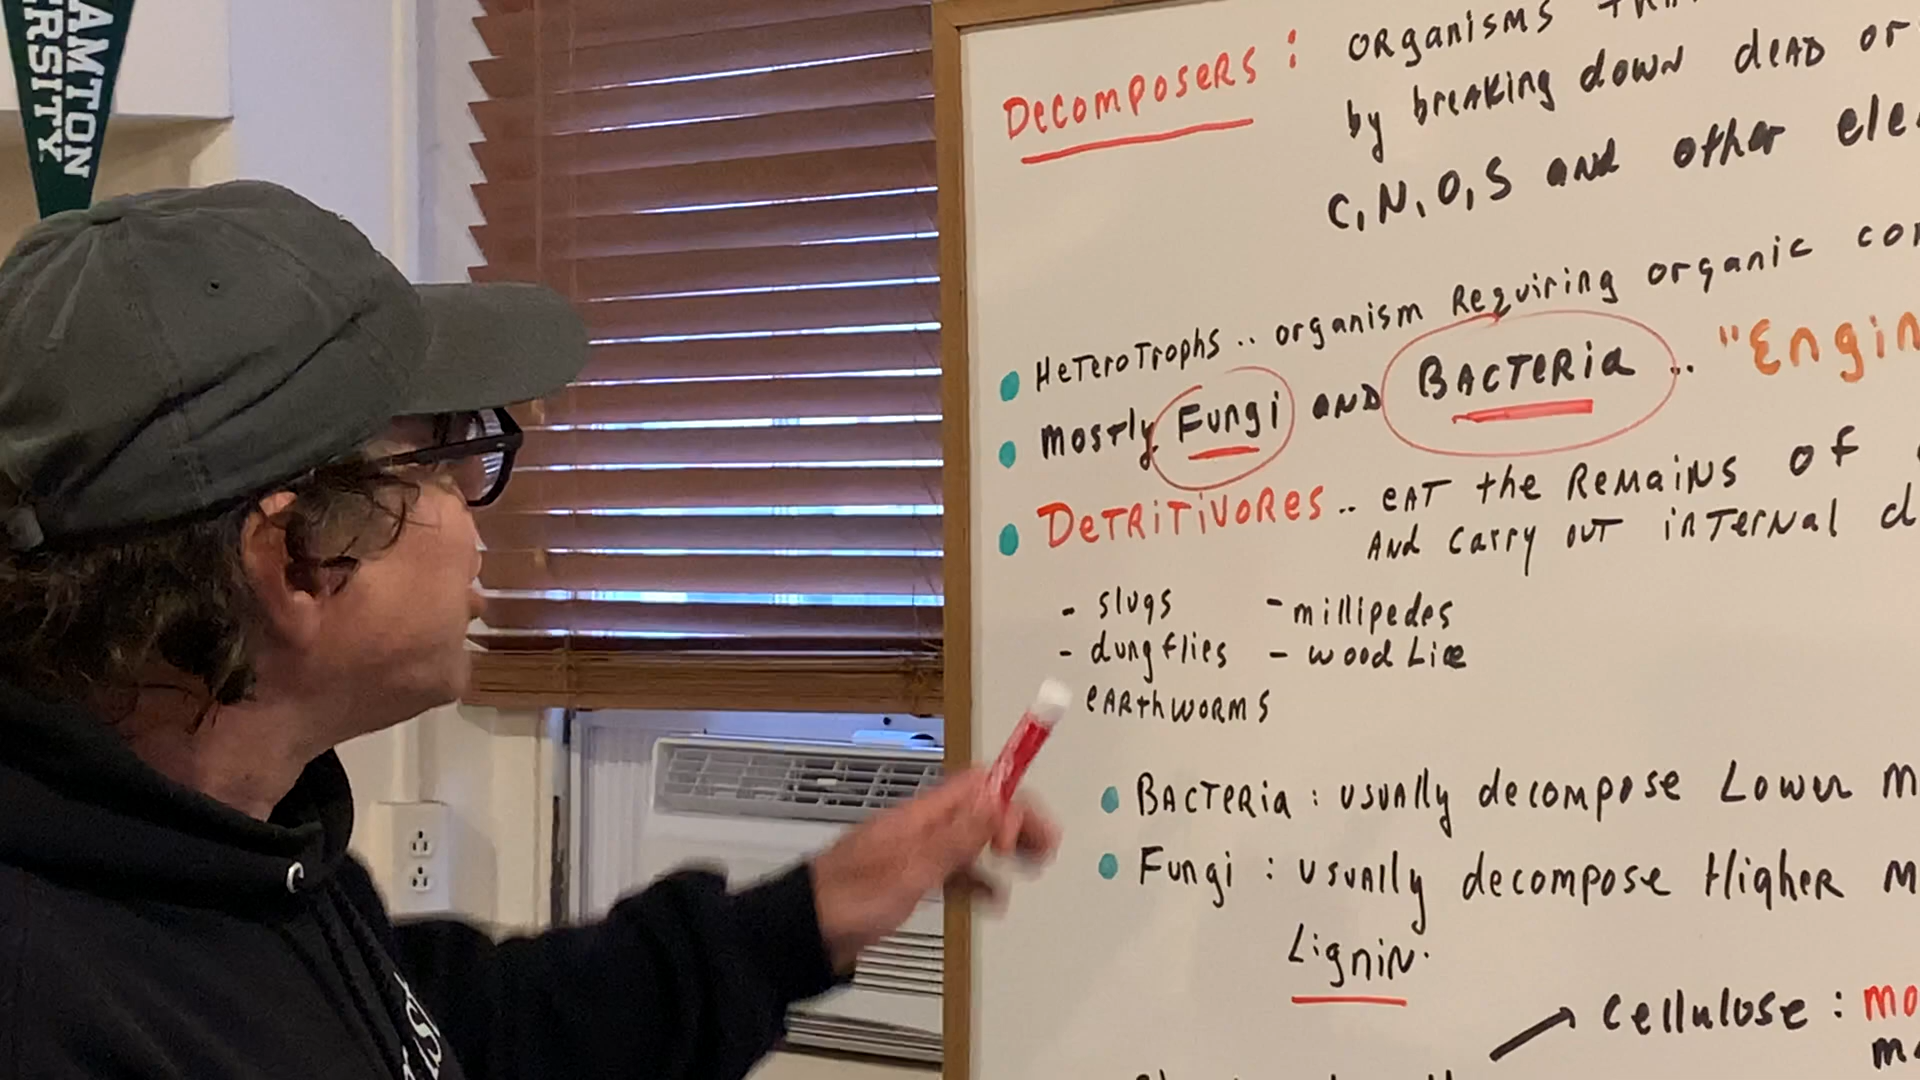 AMTON
ERSITY
Decomposers : organisms
by breaking down dead or
C, N, O, S and other ele
Heterotrophs .. organism Requiring organic co
mostly Fungi and Bacteria .. "Engin
Detritivores .. eat the Remains of
And carry out internal d
- slugs - millipedes
- dung flies - wood Lice
earthworms
Bacteria : usually decompose Lower m
Fungi : usually decompose Higher m
Lignin.
Cellulose : mo